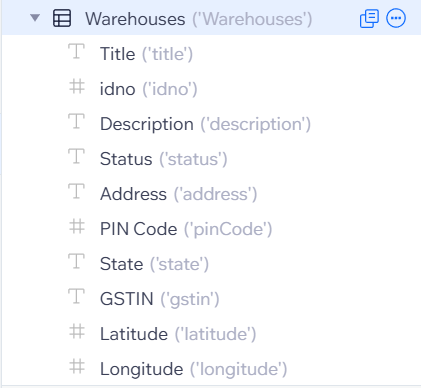 Warehouses ('Warehouses')
Title ('title')
idno ('idno')
Description ('description')
Status ('status')
Address ('address')
PIN Code ('pinCode')
State ('state')
GSTIN ('gstin')
Latitude ('latitude')
Longitude ('longitude')